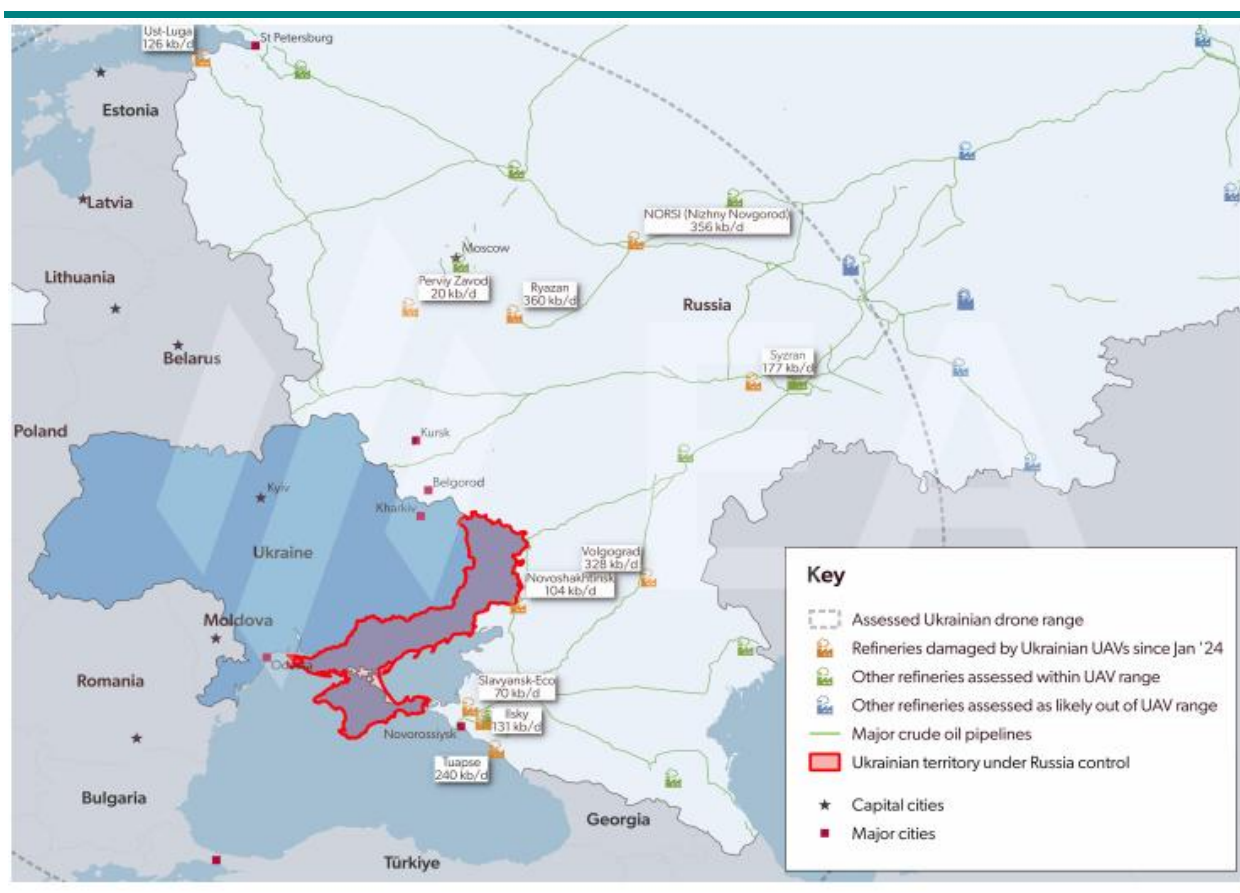 Ust-Luga
126 kb/d
St Petersburg
Estonia
Latvia
NORSI (Nizhny Novgorod)
356 kb/d
Moscow
Lithuania
Perviy Zavod
20 kb/d
Ryazan
360 kb/d
Russia
Belarus
Syzran
177 kb/d
Poland
Kursk
Kyiv
Belgorod
Kharkiv
Ukraine
Volgograd
328 kb/d
Novoshakhtinsk
104 kb/d
Moldova
Odessa
Romania
Slavyansk-Eco
70 kb/d
Ilsky
131 kb/d
Novorossiysk
Tuapse
240 kb/d
Bulgaria
Georgia
Türkiye
Key
Assessed Ukrainian drone range
Refineries damaged by Ukrainian UAVs since Jan '24
Other refineries assessed within UAV range
Other refineries assessed as likely out of UAV range
Major crude oil pipelines
Ukrainian territory under Russia control
Capital cities
Major cities